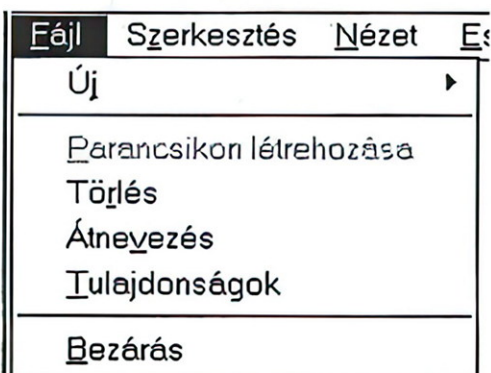 Fájl Szerkesztés Nézet
Új
Parancsikon létrehozása
Törlés
Átnevezés
Tulajdonságok
Bezárás